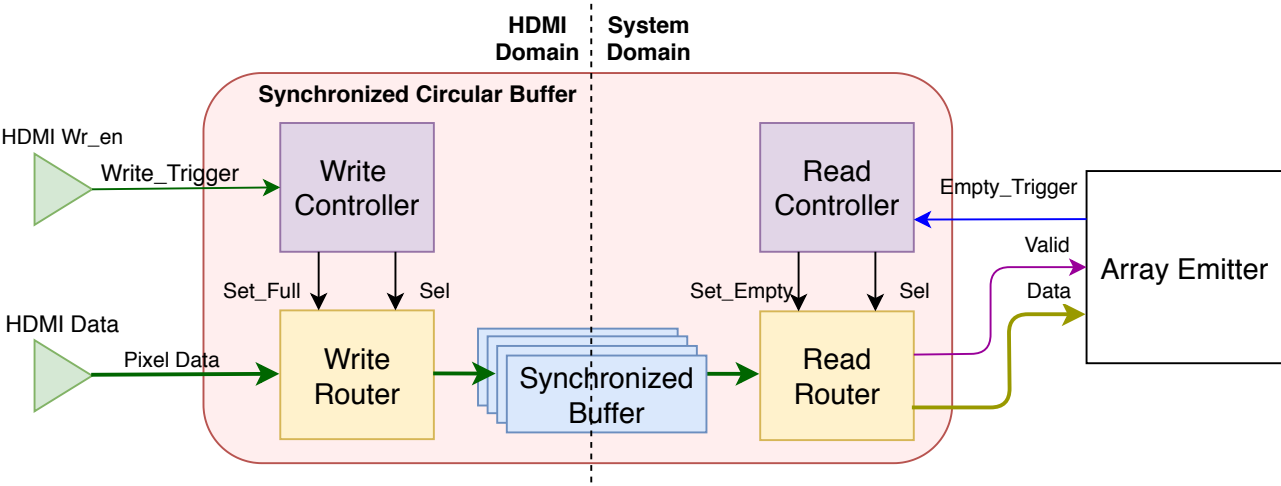 HDMI
Domain
System
Domain
Synchronized Circular Buffer
HDMI Wr_en
Write_Trigger
Write
Controller
Read
Controller
Empty_Trigger
Valid
Array Emitter
Set_Full
Sel
Set_Empty
Sel
Data
HDMI Data
Pixel Data
Write
Router
Synchronized
Buffer
Read
Router